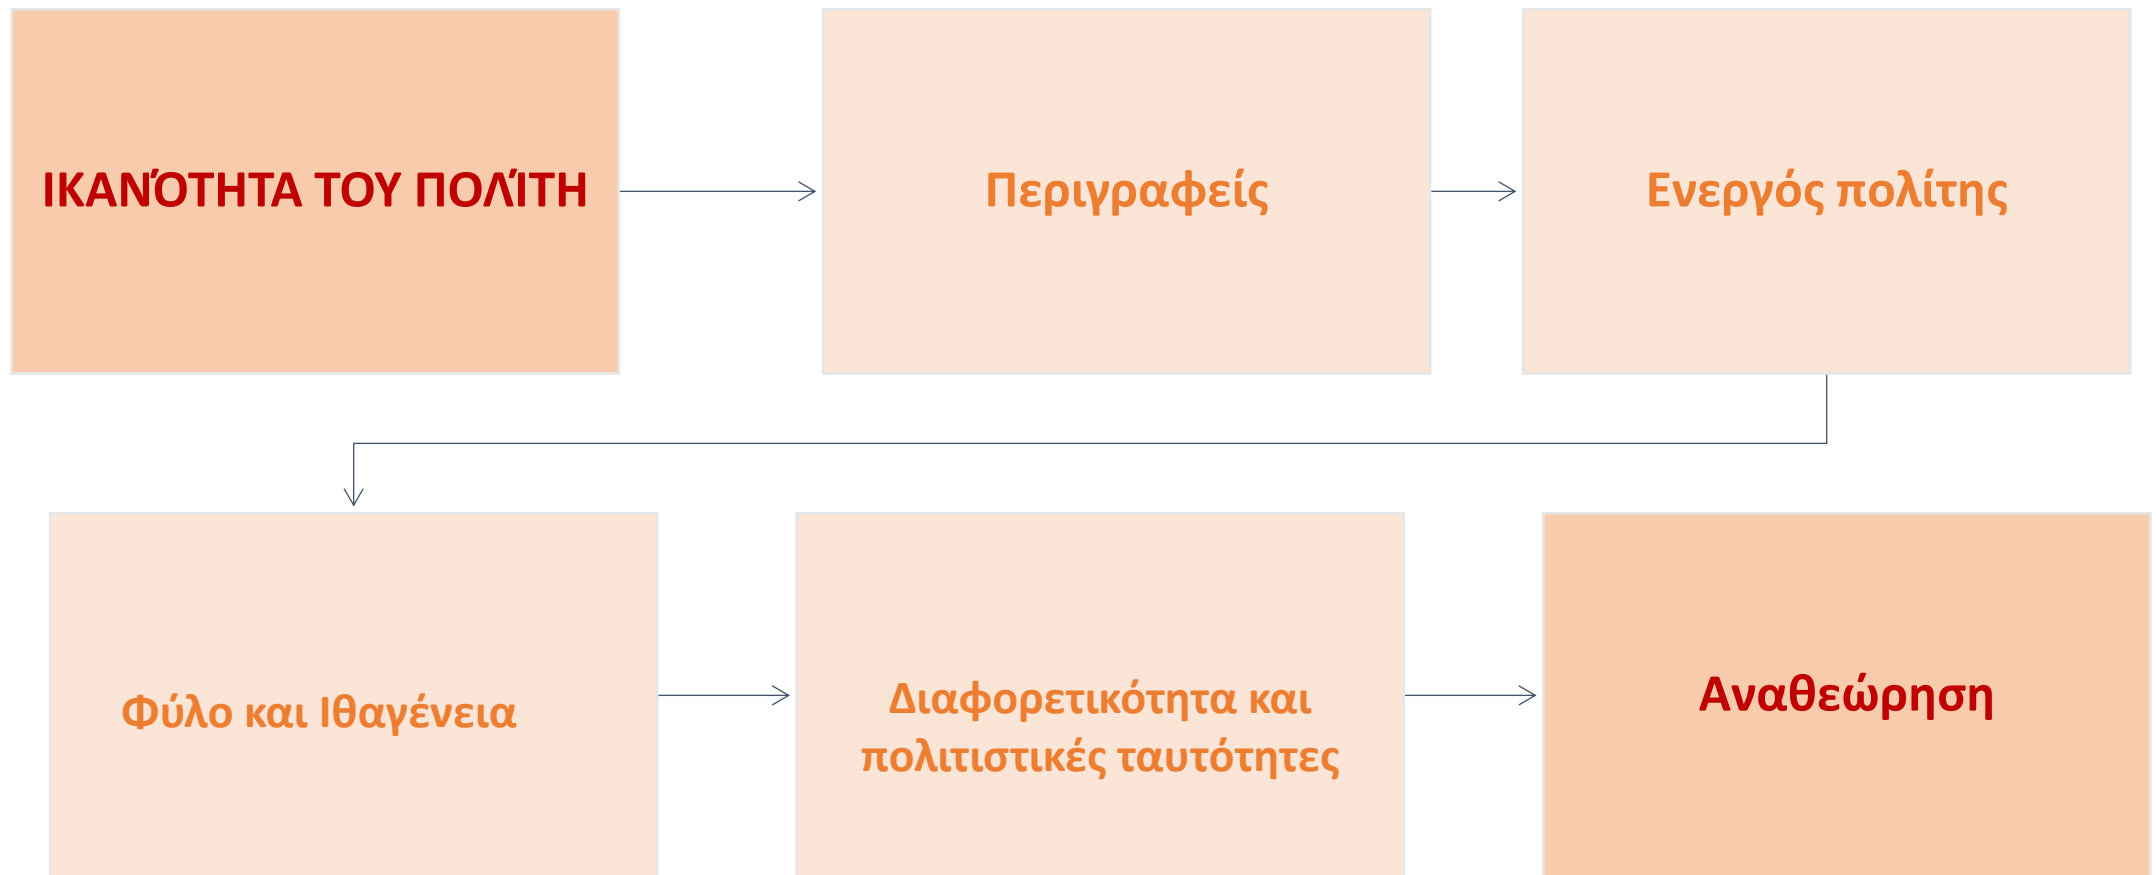 ΙΚΑΝΌΤΗΤΑ ΤΟΥ ΠΟΛΊΤΗ
Περιγραφείς
Ενεργός πολίτης
Φύλο και Ιθαγένεια
Διαφορετικότητα και
πολιτιστικές ταυτότητες
Αναθεώρηση